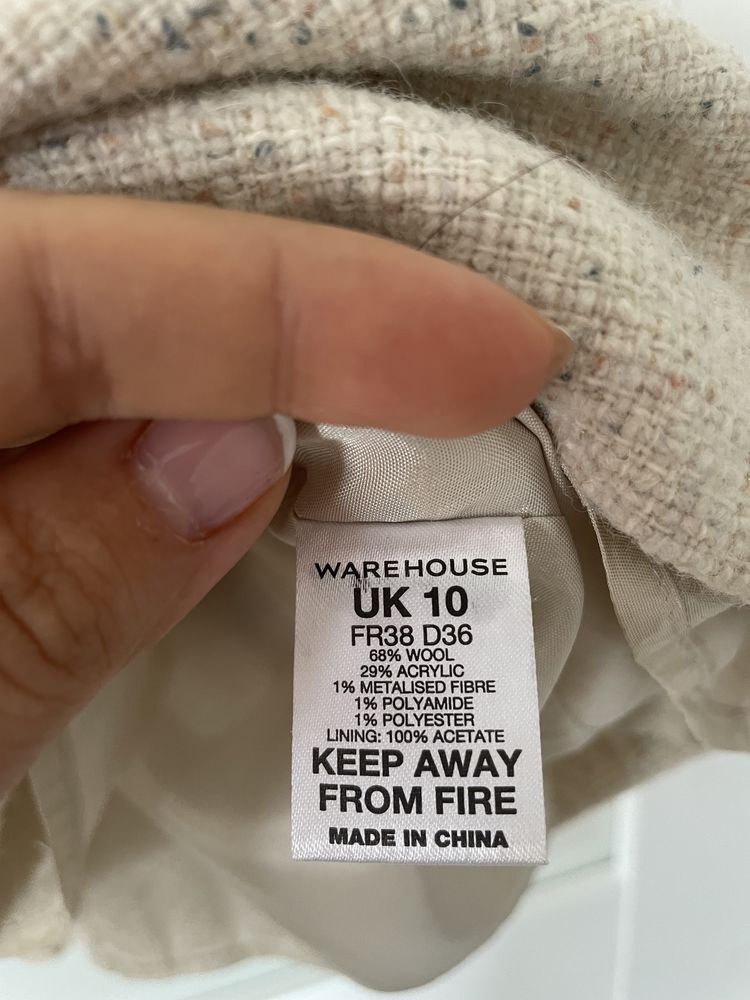 WAREHOUSE
UK 10
FR38 D36
68% WOOL
29% ACRYLIC
1% METALISED FIBRE
1% POLYAMIDE
1% POLYESTER
LINING: 100% ACETATE
KEEP AWAY
FROM FIRE
MADE IN CHINA